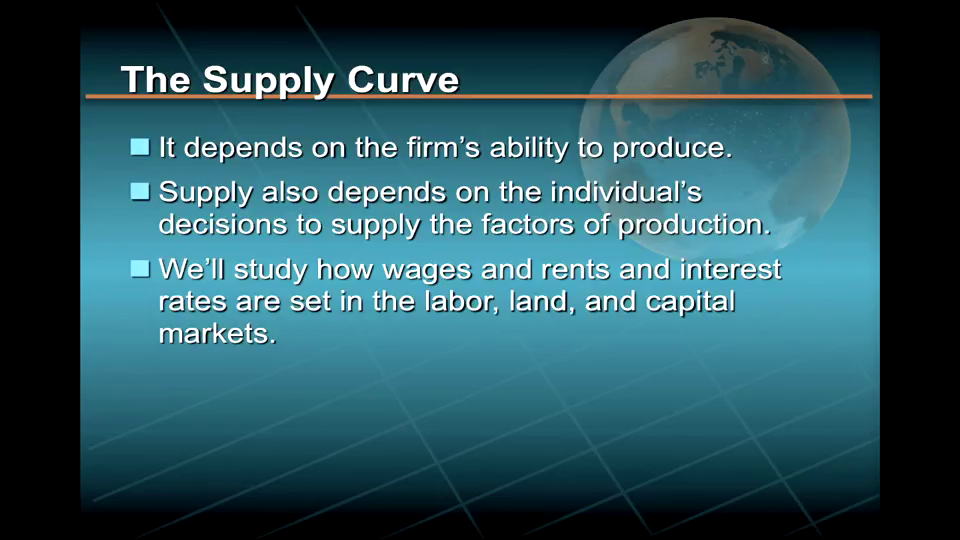 The Supply Curve
It depends on the firm's ability to produce.
Supply also depends on the individual's
decisions to supply the factors of production.
We'll study how wages and rents and interest
rates are set in the labor, land, and capital
markets.